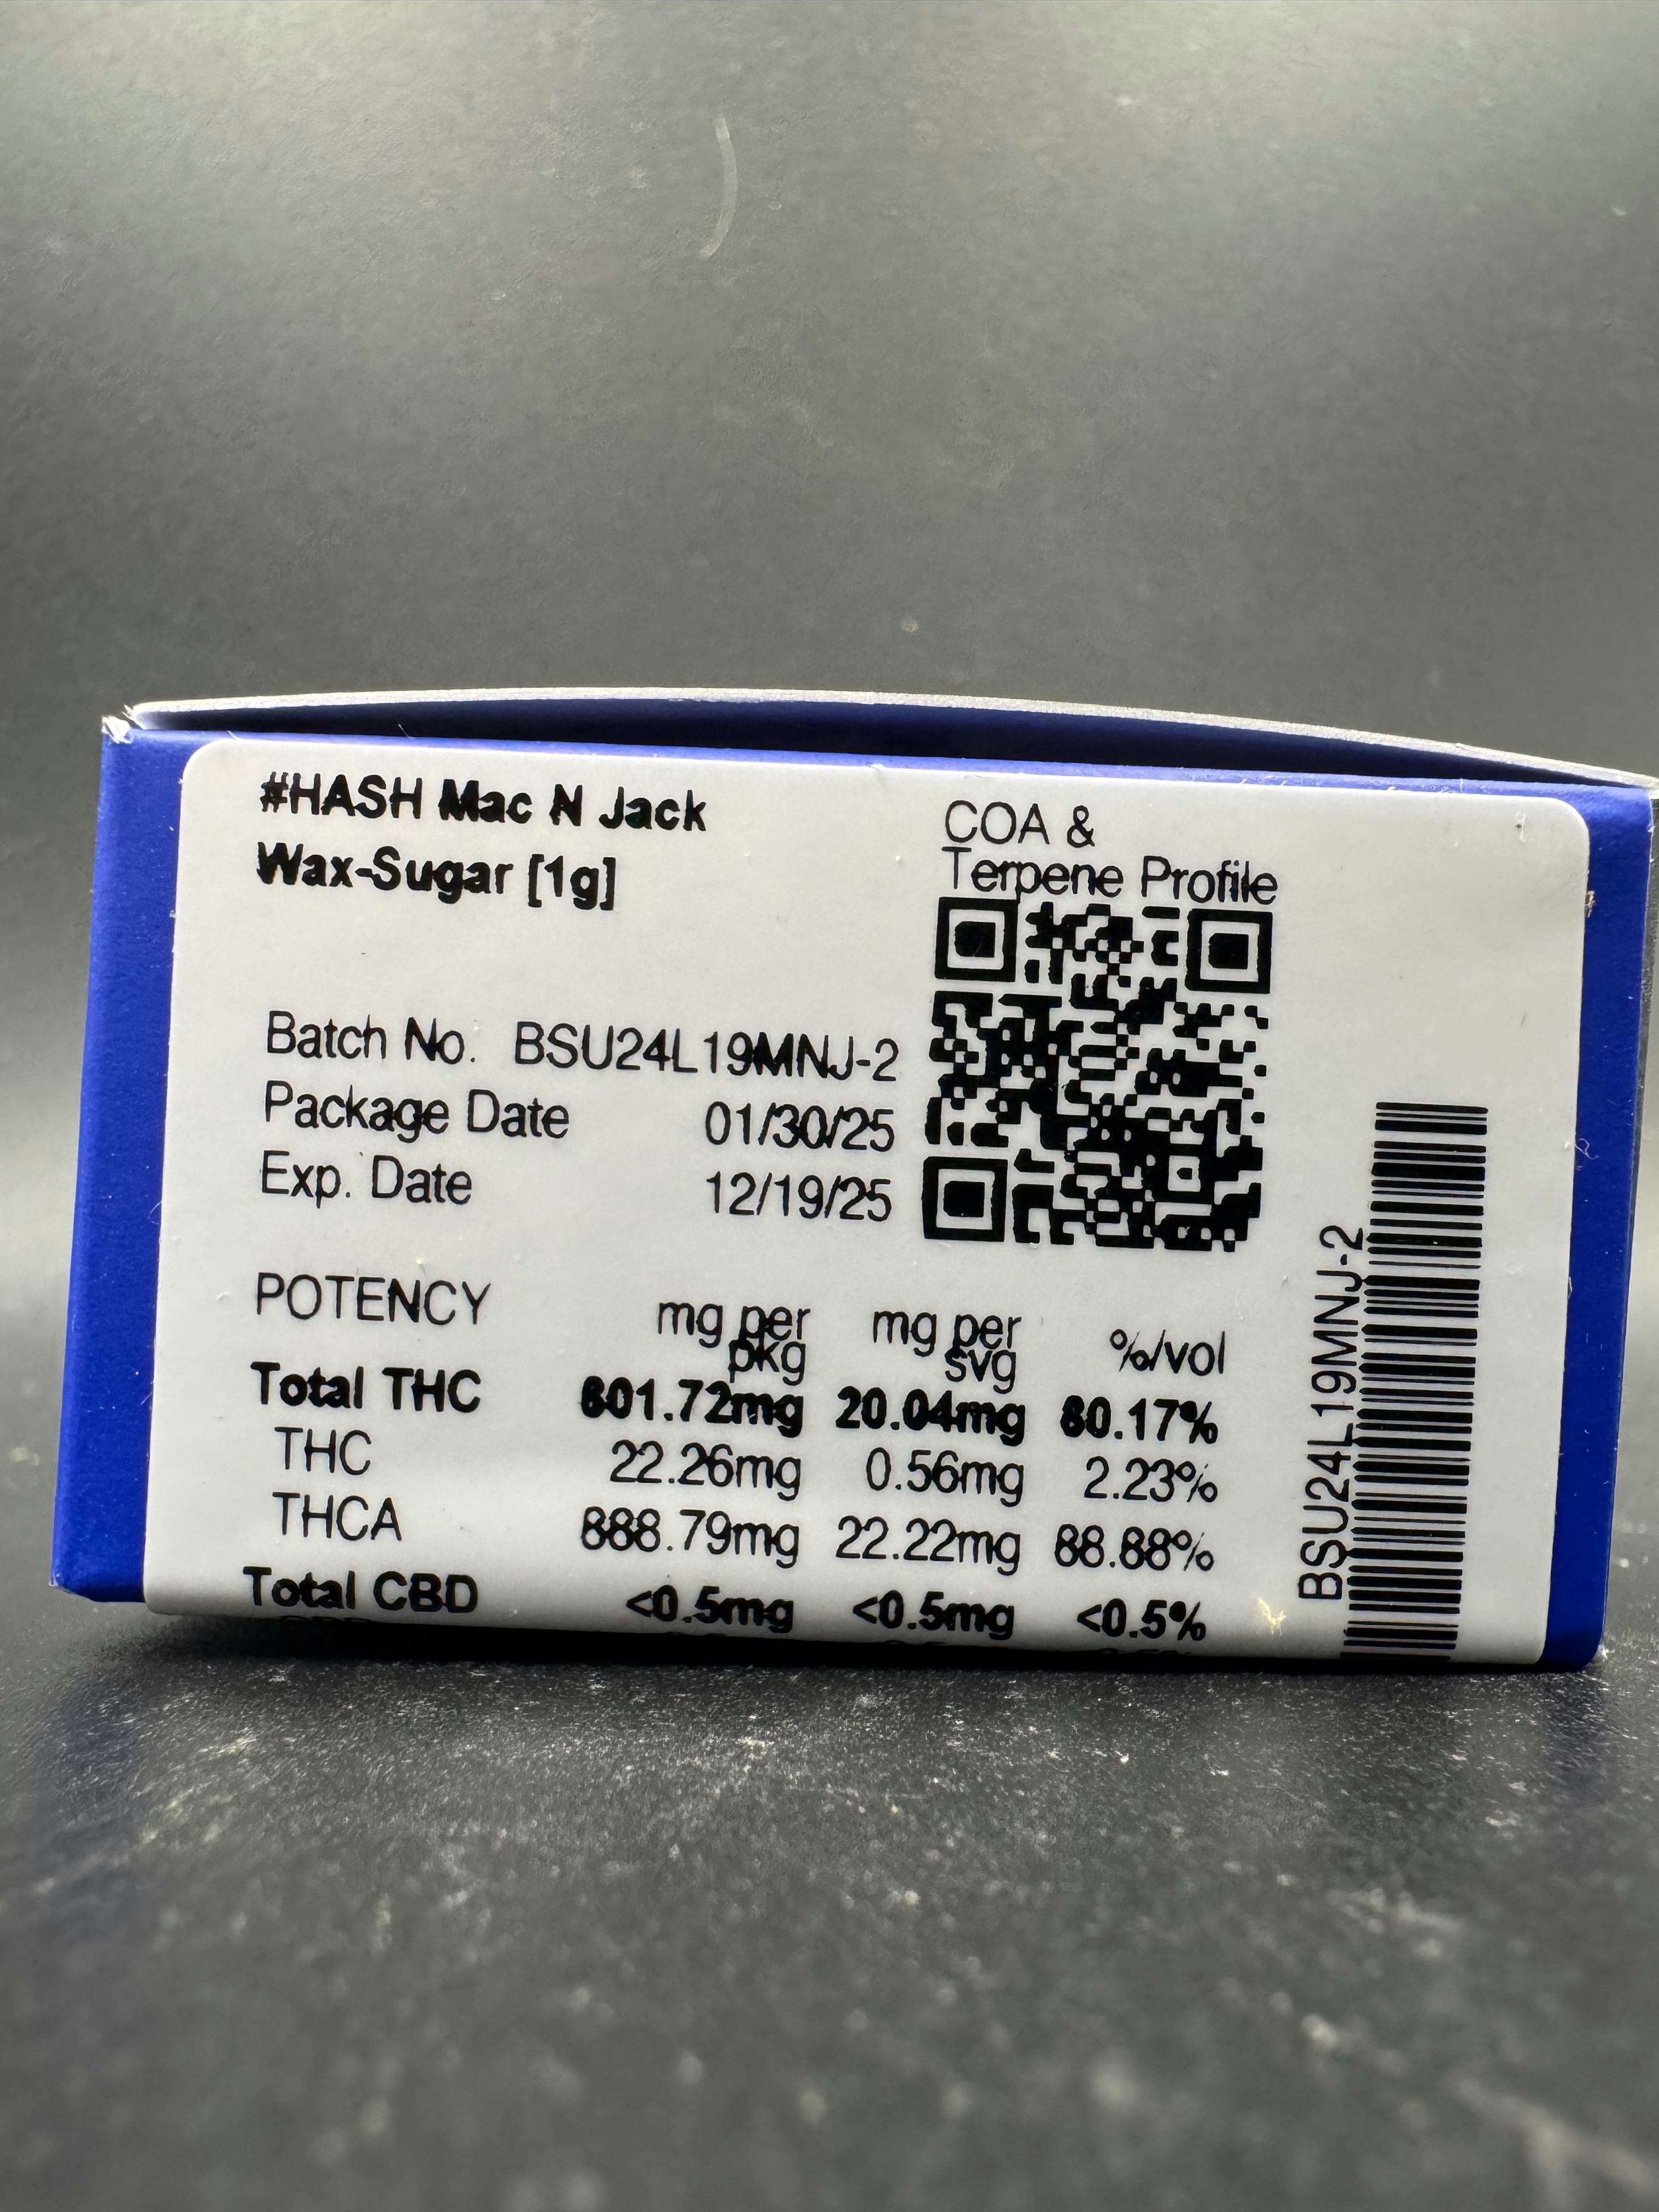 #HASH Mac N Jack
Wax-Sugar [1g]
COA &
Terpene Profile
Batch No. BSU24L19MNJ-2
Package Date 01/30/25
Exp. Date 12/19/25
POTENCY mg per pkg mg per svg %/vol
Total THC 801.72mg 20.04mg 80.17%
THC 22.26mg 0.56mg 2.23%
THCA 888.79mg 22.22mg 88.88%
Total CBD <0.5mg <0.5mg <0.5%
BSU24L19MNJ-2